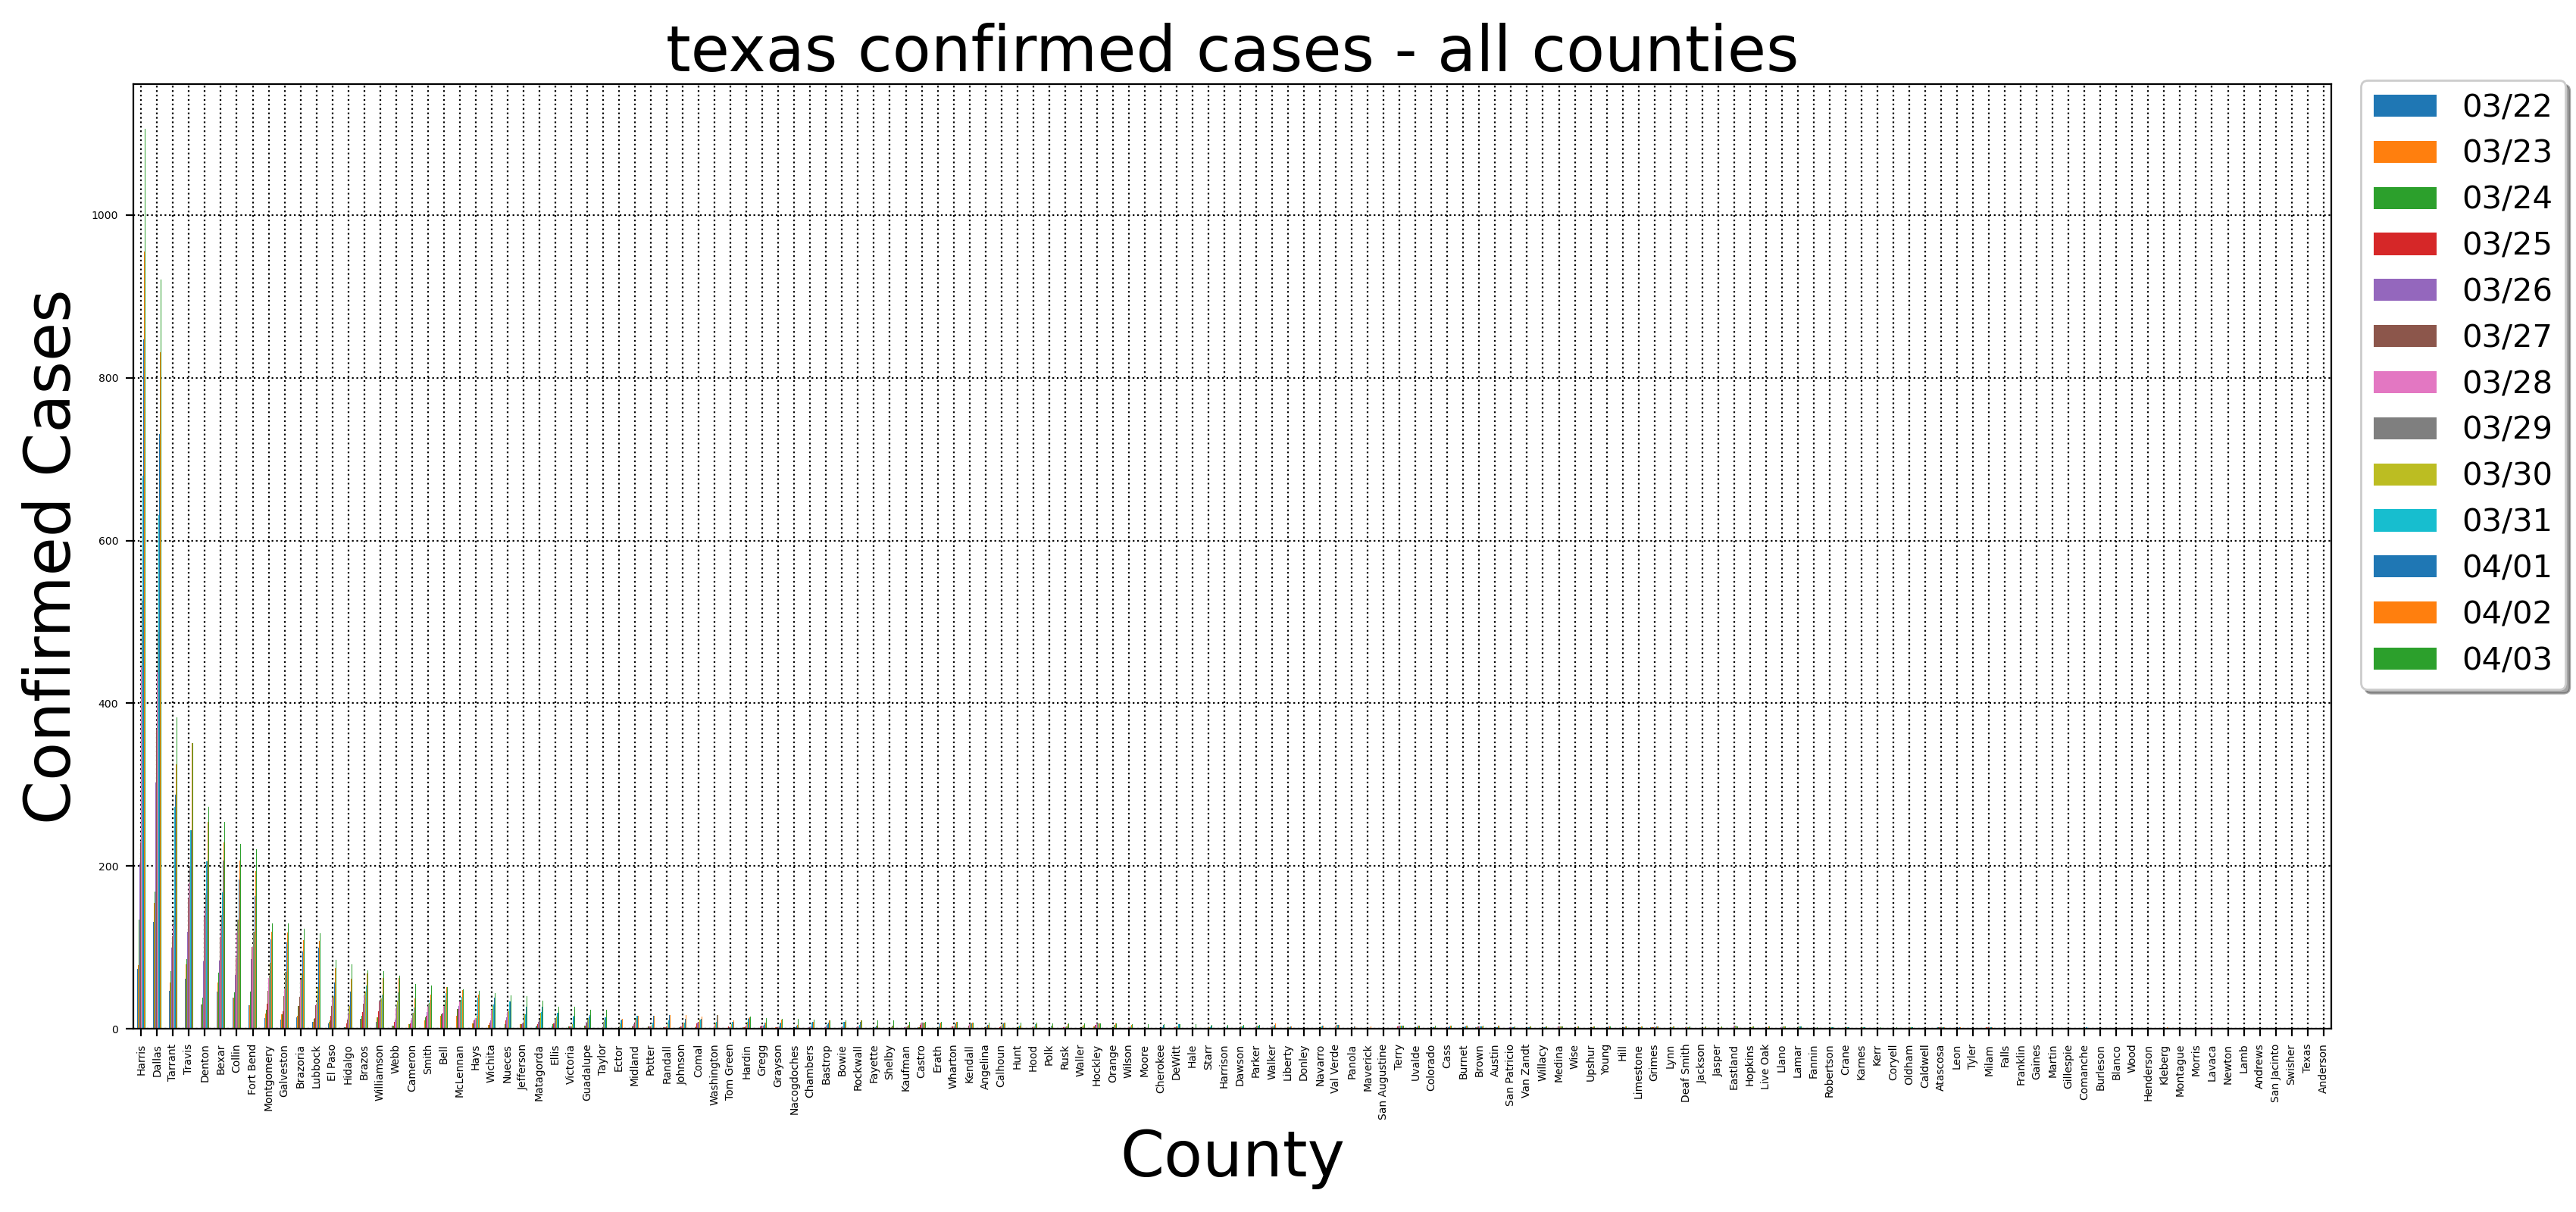 texas confirmed cases - all counties
Confirmed Cases
1000
800
600
400
200
0
Harris
Dallas
Tarrant
Travis
Denton
Bexar
Collin
Fort Bend
Montgomery
Galveston
Brazoria
Lubbock
El Paso
Hidalgo
Brazos
Williamson
Webb
Cameron
Smith
Bell
McLennan
Hays
Wichita
Nueces
Jefferson
Matagorda
Ellis
Victoria
Guadalupe
Taylor
Ector
Midland
Potter
Randall
Johnson
Comal
Washington
Tom Green
Hardin
Gregg
Grayson
Nacogdoches
Chambers
Bastrop
Bowie
Rockwall
Fayette
Shelby
Kaufman
Castro
Erath
Wharton
Kendall
Angelina
Calhoun
Hunt
Hood
Polk
Rusk
Waller
Hockley
Orange
Wilson
Moore
Cherokee
DeWitt
Hale
Starr
Harrison
Dawson
Parker
Walker
Liberty
Donley
Navarro
Val Verde
Panola
Maverick
San Augustine
Terry
Uvalde
Colorado
Cass
Burnet
Brown
Austin
San Patricio
Van Zandt
Willacy
Medina
Wise
Upshur
Young
Hill
Limestone
Grimes
Lynn
Deaf Smith
Jackson
Jasper
Eastland
Hopkins
Live Oak
Llano
Lamar
Fannin
Robertson
Crane
Karnes
Kerr
Coryell
Oldham
Caldwell
Atascosa
Leon
Tyler
Milam
Falls
Franklin
Gaines
Martin
Gillespie
Comanche
Burleson
Blanco
Wood
Henderson
Kleberg
Montague
Morris
Lavaca
Newton
Lamb
Andrews
San Jacinto
Swisher
Texas
Anderson
County
03/22
03/23
03/24
03/25
03/26
03/27
03/28
03/29
03/30
03/31
04/01
04/02
04/03